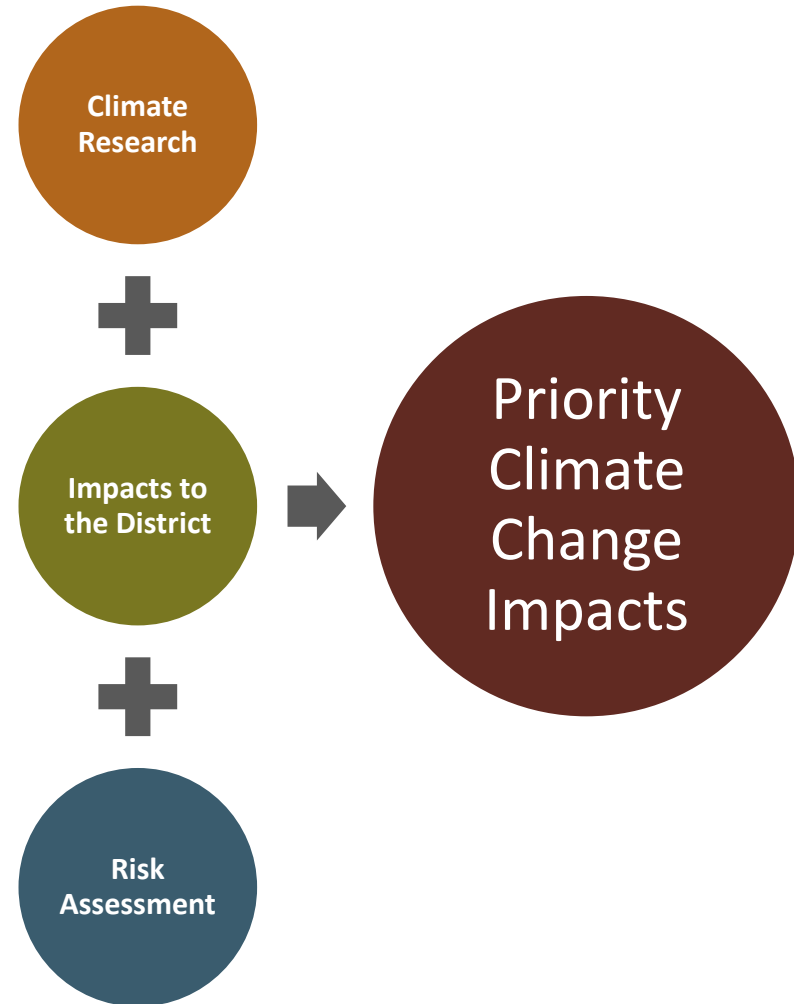 Climate
Research
Impacts to
the District
Risk
Assessment
Priority
Climate
Change
Impacts